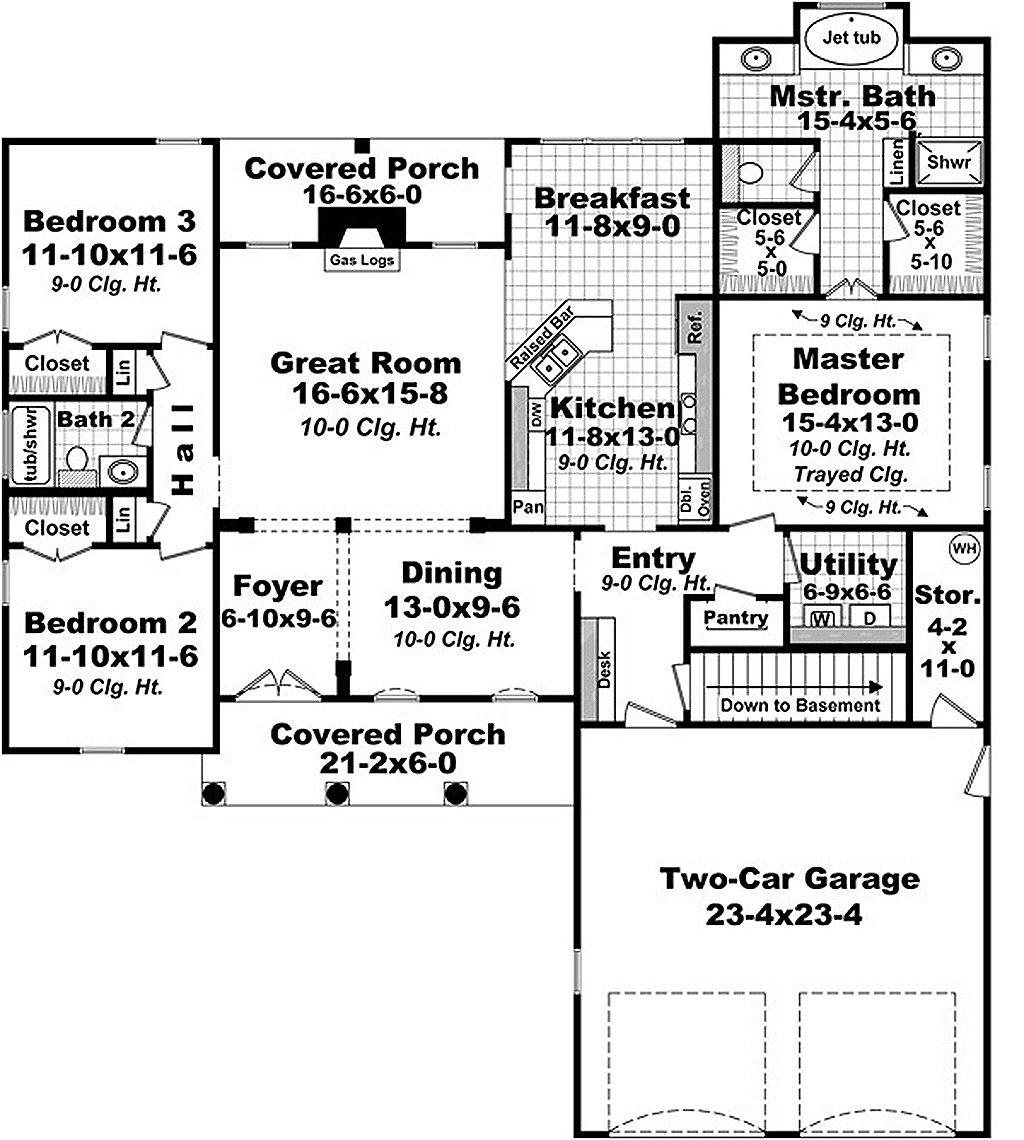 Jet tub
Mstr. Bath
15-4x5-6
Linen
Shwr
Covered Porch
16-6x6-0
Gas Logs
Breakfast
11-8x9-0
Closet
5-6
x
5-0
Closet
5-6
x
5-10
Bedroom 3
11-10x11-6
9-0 Clg. Ht.
Closet
Lin
Great Room
16-6x15-8
10-0 Clg. Ht.
Raised Bar
Ref.
D/W
Kitchen
11-8x13-0
9-0 Clg. Ht.
Pan
Dbl.
Oven
9 Clg. Ht.
Master
Bedroom
15-4x13-0
10-0 Clg. Ht.
Trayed Clg.
9 Clg. Ht.
tub/shwr
Bath 2
Hall
Closet
Lin
Bedroom 2
11-10x11-6
9-0 Clg. Ht.
Foyer
6-10x9-6
Dining
13-0x9-6
10-0 Clg. Ht.
Entry
9-0 Clg. Ht.
Pantry
Desk
Utility
6-9x6-6
W
D
WH
Stor.
4-2
x
11-0
Down to Basement
Covered Porch
21-2x6-0
Two-Car Garage
23-4x23-4